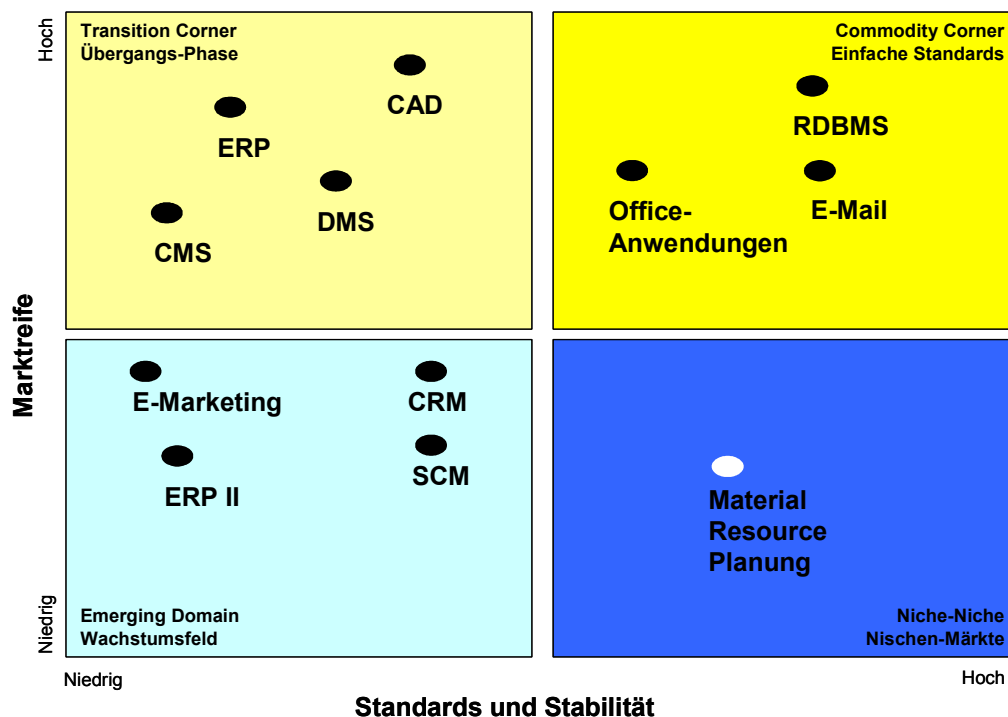 Hoch
Transition Corner
Übergangs-Phase
CAD
ERP
DMS
CMS
Commodity Corner
Einfache Standards
RDBMS
Office-
Anwendungen
E-Mail
Marktreife
E-Marketing
CRM
ERP II
SCM
Emerging Domain
Wachstumsfeld
Material
Resource
Planung
Niche-Niche
Nischen-Märkte
Niedrig
Niedrig
Hoch
Standards und Stabilität